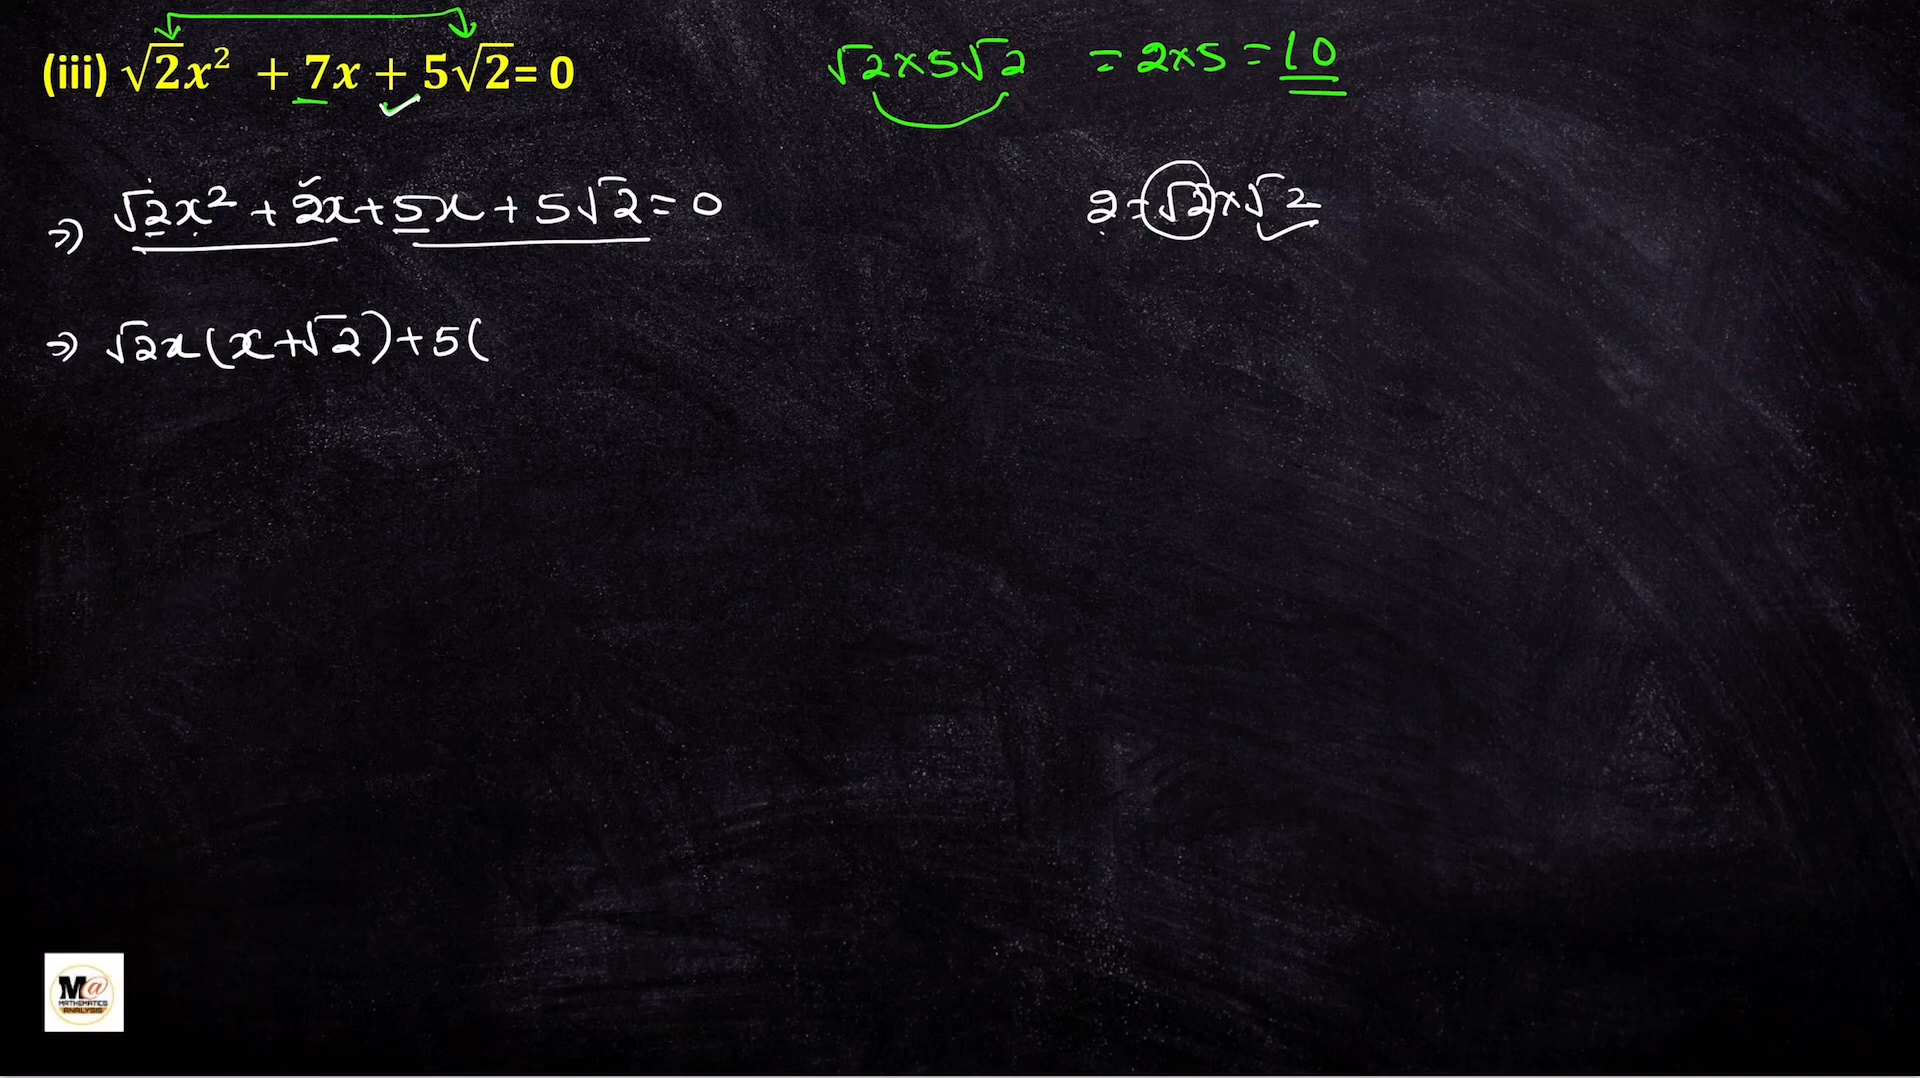 (iii) √2x² + 7x + 5√2= 0
√2×5√2 = 2×5 = 10
⇒ √2x² + 2x + 5x + 5√2 = 0
2 = √2×√2
⇒ √2x(x+√2)+5(
M@
MATHEMATICS
ANALYSIS